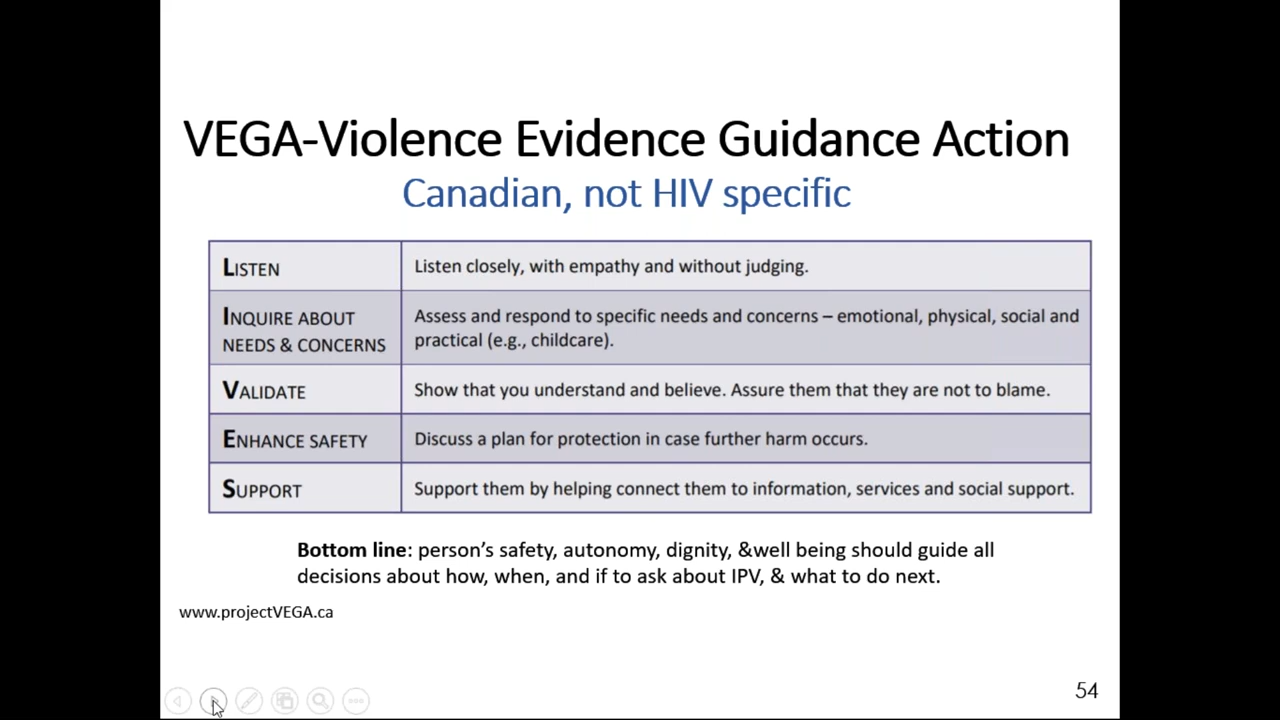 VEGA-Violence Evidence Guidance Action
Canadian, not HIV specific
LISTEN
Listen closely, with empathy and without judging.
INQUIRE ABOUT
NEEDS & CONCERNS
Assess and respond to specific needs and concerns – emotional, physical, social and
practical (e.g., childcare).
VALIDATE
Show that you understand and believe. Assure them that they are not to blame.
ENHANCE SAFETY
Discuss a plan for protection in case further harm occurs.
SUPPORT
Support them by helping connect them to information, services and social support.
Bottom line: person's safety, autonomy, dignity, &well being should guide all
decisions about how, when, and if to ask about IPV, & what to do next.
www.projectVEGA.ca
54